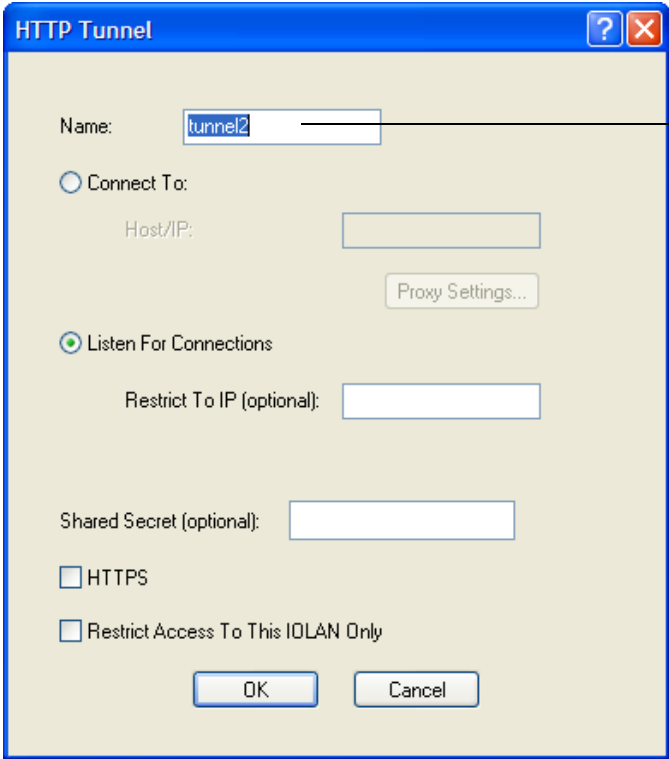 HTTP Tunnel
Name: tunnel2
Connect To:
Host/IP:
Proxy Settings...
Listen For Connections
Restrict To IP (optional):
Shared Secret (optional):
HTTPS
Restrict Access To This IOLAN Only
OK Cancel